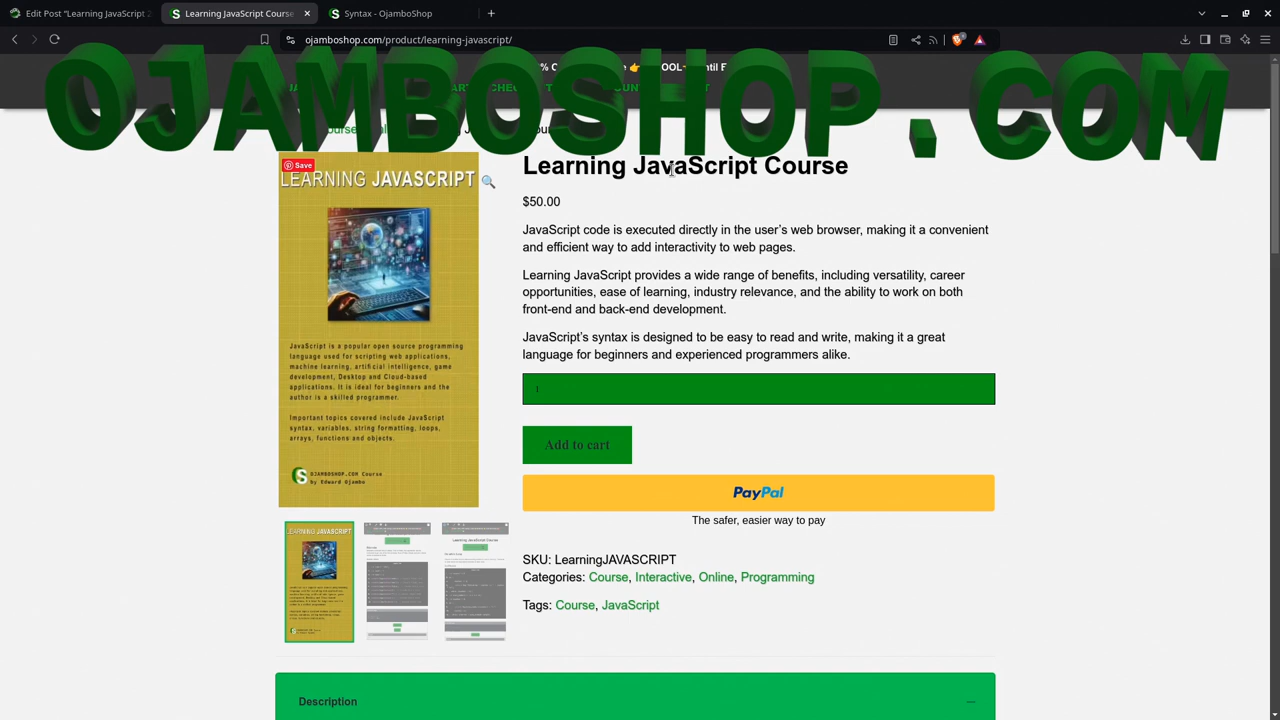 Edit Post "Learning JavaScript 2
Learning JavaScript Course
Syntax - OjamboShop
ojamboshop.com/product/learning-javascript/
OJAMBOSHOP.COM
Learning JavaScript Course
$50.00
JavaScript code is executed directly in the user's web browser, making it a convenient
and efficient way to add interactivity to web pages.
Learning JavaScript provides a wide range of benefits, including versatility, career
opportunities, ease of learning, industry relevance, and the ability to work on both
front-end and back-end development.
JavaScript's syntax is designed to be easy to read and write, making it a great
language for beginners and experienced programmers alike.
1
Add to cart
PayPal
The safer, easier way to pay
SKU: LearningJAVASCRIPT
Categories: Course, Interactive, Online, Programming
Tags: Course, JavaScript
Save
LEARNING JAVASCRIPT
JavaScript is a popular open source programming
language used for scripting web applications,
machine learning, artificial intelligence, game
development, Desktop and Cloud-based
applications. It is ideal for beginners and the
author is a skilled programmer.
Important topics covered include JavaScript
syntax, variables, string formatting, loops,
arrays, functions and objects.
OJAMBOSHOP.COM Course
by Edward Ojambo
Description